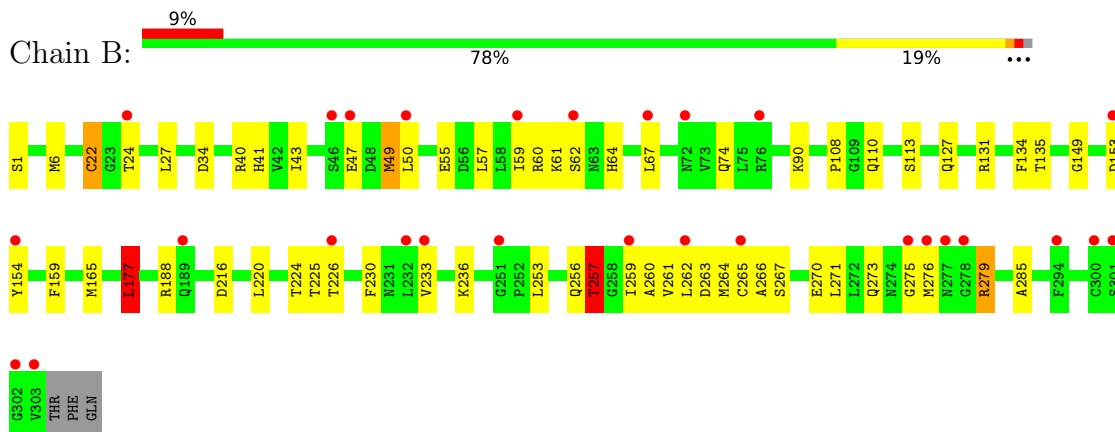 9%
Chain B:
78% 19% •••
S1 M6 C22 G23 T24 L27 D34 R40 H41 V42 I43 S46 E47 D48 M49 L50 E55 D56 L57 L58 I59 R60 K61 S62 N63 H64 L67 N72 V73 Q74 L75 R76 K90 P108 G109 Q110 S113 Q127 R131 F134 T135 G149 D153
Y154 F159 M165 L177 R188 Q189 D216 L220 T224 T225 T226 F230 N231 L232 V233 K236 G251 P252 L253 Q256 T257 G258 I259 A260 V261 L262 D263 M264 C265 A266 S267 E270 L271 L272 Q273 N274 G275 M276 N277 G278 R279 A285 F294 C300 S301
G302 V303 THR PHE GLN